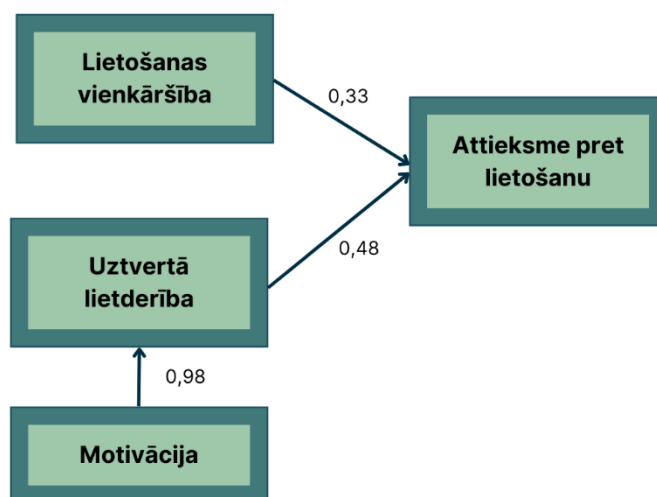 Lietošanas
vienkāršība
0,33
Attieksme pret
lietošanu
Uztvertā
lietderība
0,48
0,98
Motivācija